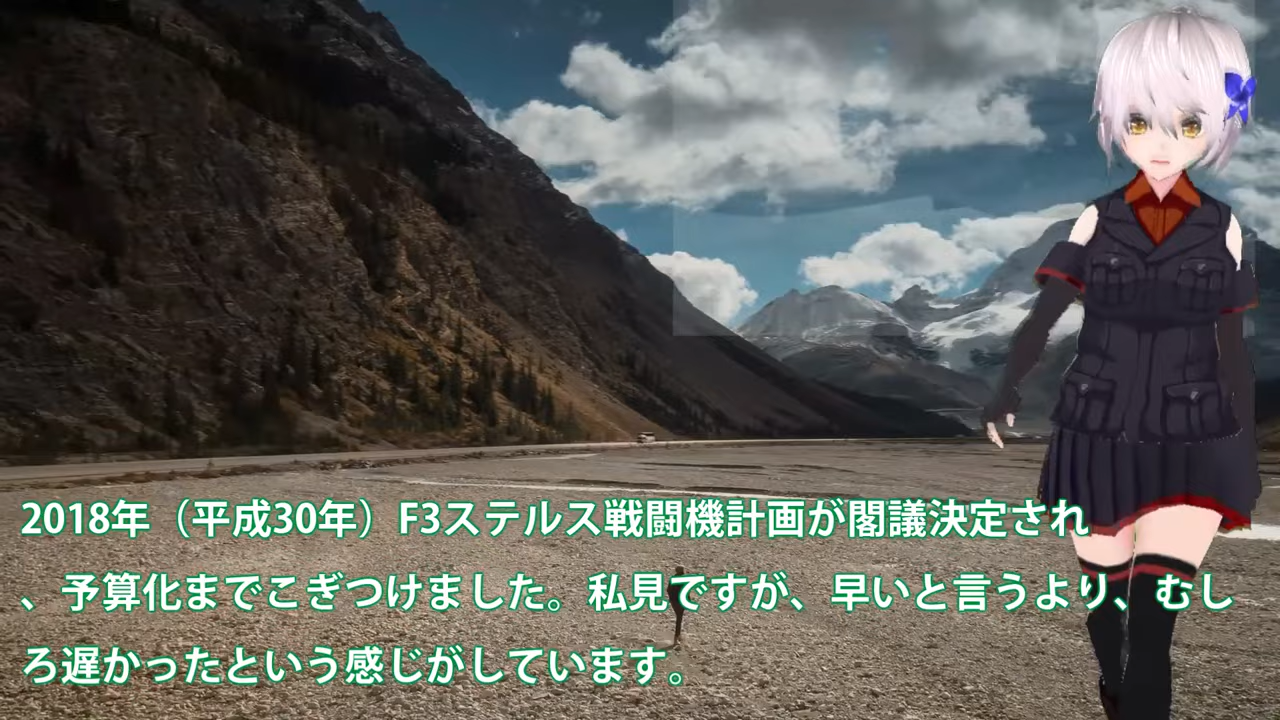 2018年（平成30年）F3ステルス戦闘機計画が閣議決定され
、予算化までこぎつけました。私見ですが、早いと言うより、むし
ろ遅かったという感じがしています。